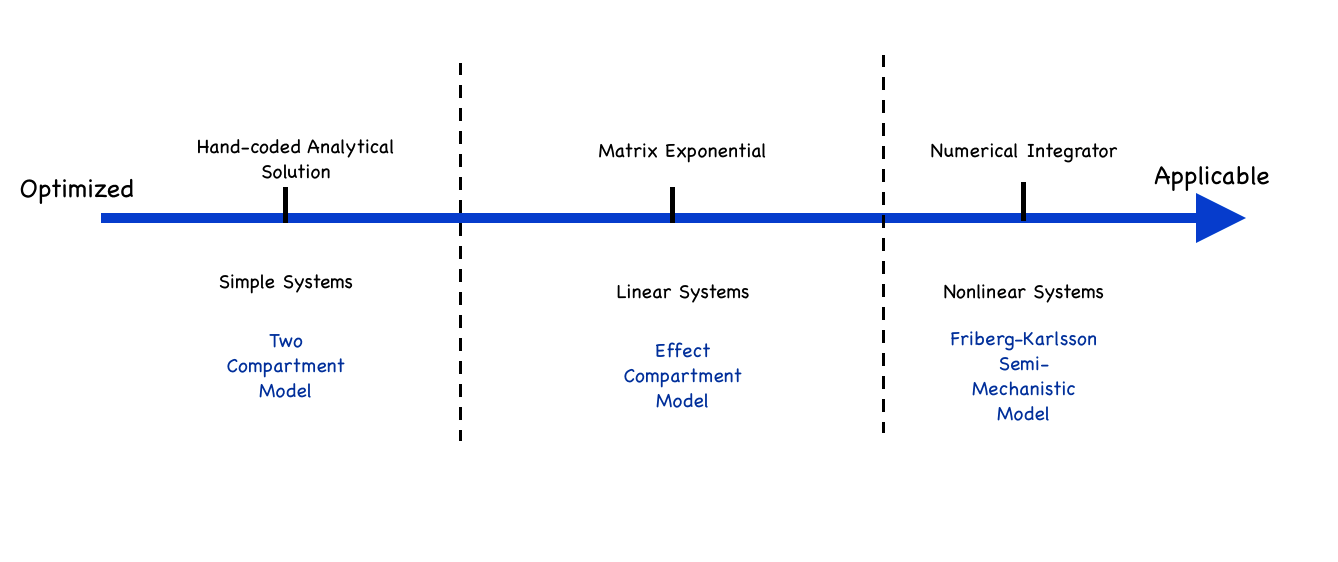 Hand-coded Analytical
Solution
Matrix Exponential
Numerical Integrator
Optimized
Applicable
Simple Systems
Linear Systems
Nonlinear Systems
Two
Compartment
Model
Effect
Compartment
Model
Friberg-Karlsson
Semi-
Mechanistic
Model